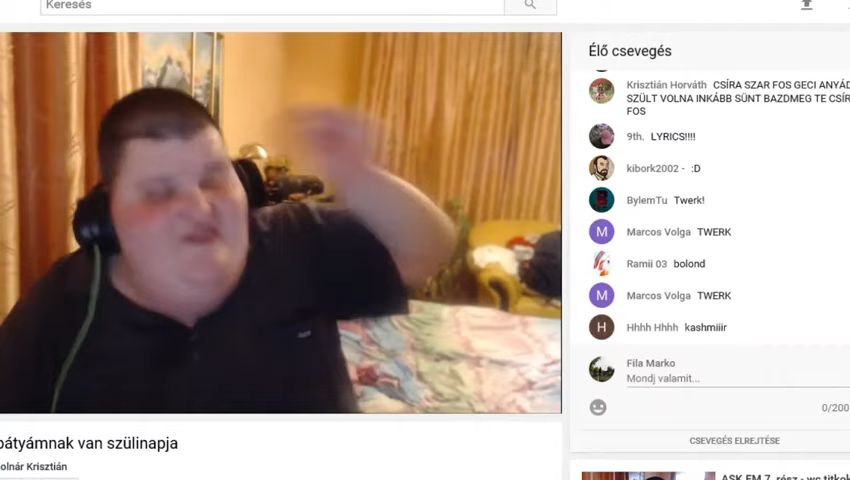 Keresés
Élő csevegés
Krisztián Horváth CSÍRA SZAR FOS GECI ANYÁD
SZÜLT VOLNA INKÁBB SÜNT BAZDMEG TE CSÍR
FOS
9th. LYRICS!!!!
kibork2002 - :D
BylemTu Twerk!
M Marcos Volga TWERK
Ramii 03 bolond
M Marcos Volga TWERK
H Hhhh Hhhh kashmiiir
Fila Marko
Mondj valamit...
0/200
CSEVEGÉS ELREJTÉSE
bátyámnak van szülinapja
olnár Krisztián
ASK.FM 7. rész - wc titkok